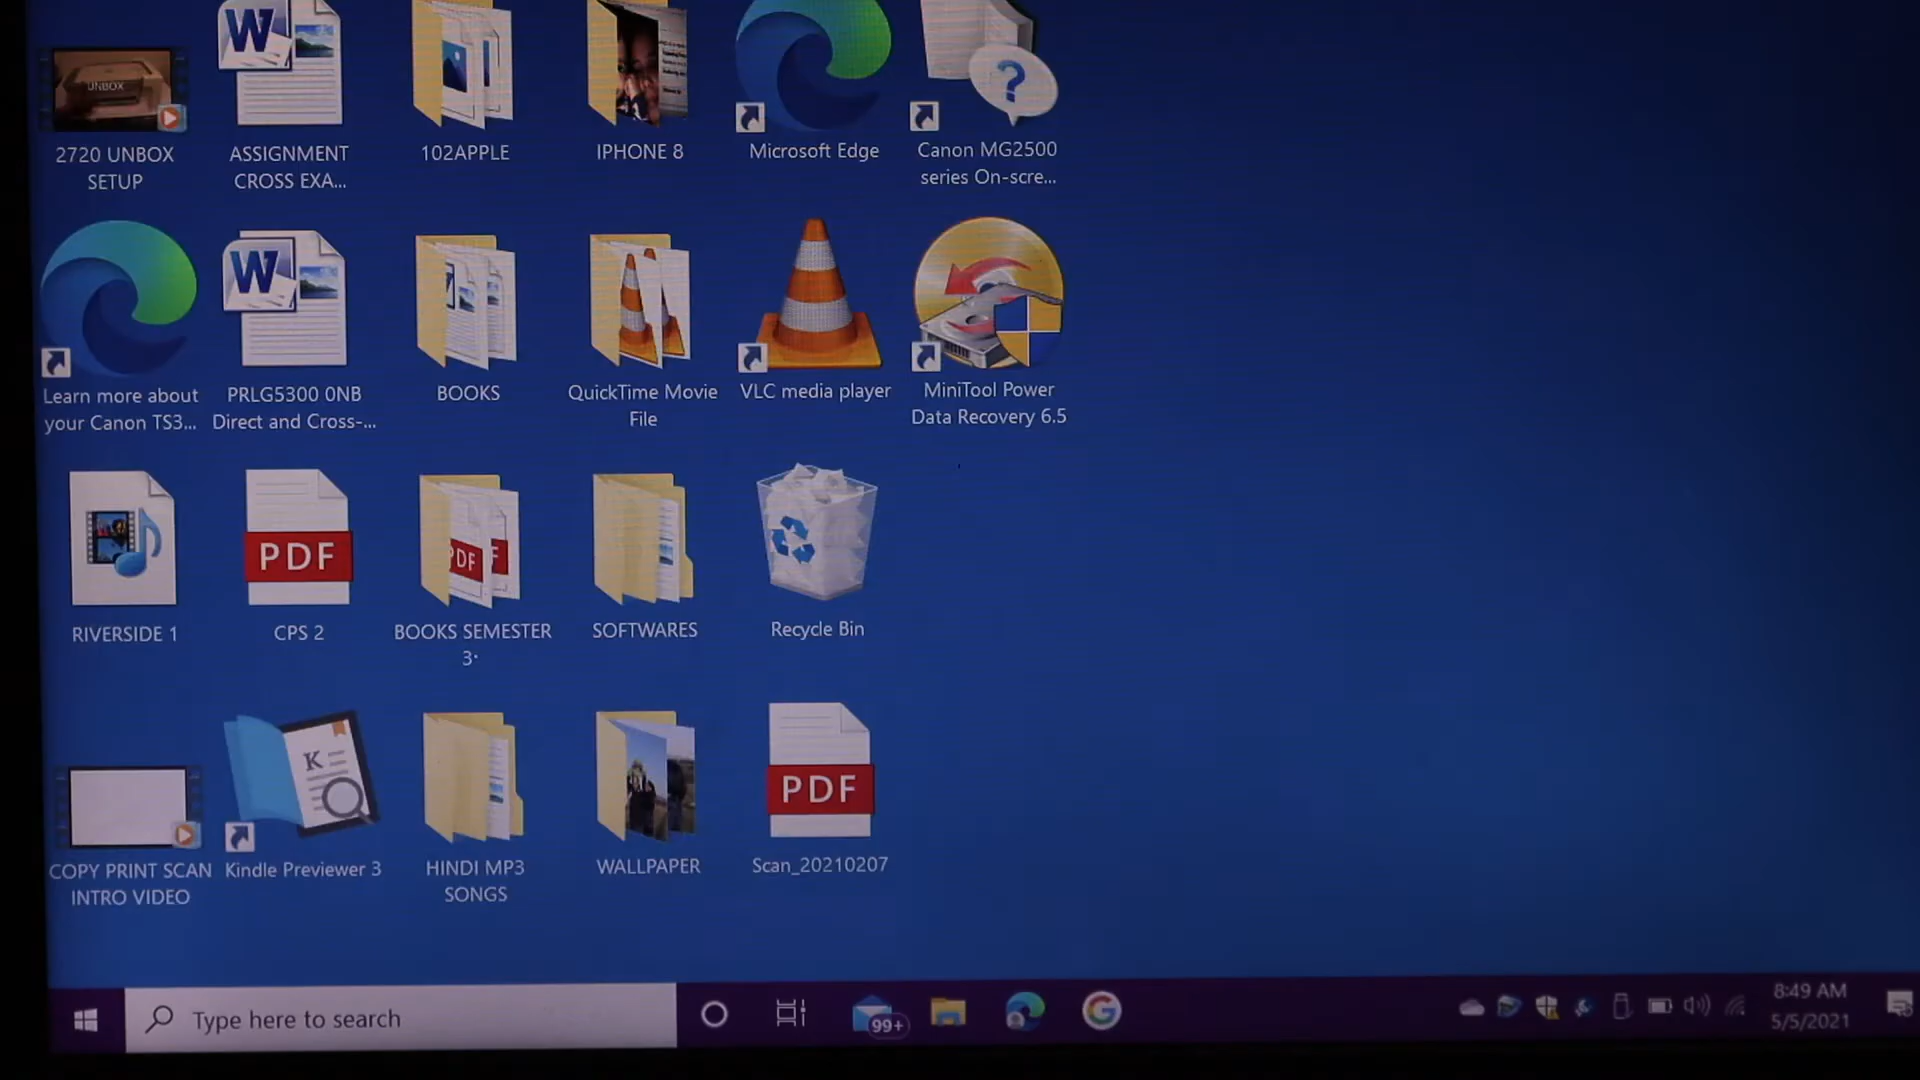 UNBOX
2720 UNBOX
SETUP
W
ASSIGNMENT
CROSS EXA...
102APPLE
IPHONE 8
Microsoft Edge
?
Canon MG2500
series On-scre...
Learn more about
your Canon TS3...
W
PRLG5300 0NB
Direct and Cross-...
BOOKS
QuickTime Movie
File
VLC media player
MiniTool Power
Data Recovery 6.5
RIVERSIDE 1
PDF
CPS 2
PDF
BOOKS SEMESTER
3
SOFTWARES
Recycle Bin
COPY PRINT SCAN
INTRO VIDEO
K
Kindle Previewer 3
HINDI MP3
SONGS
WALLPAPER
PDF
Scan_20210207
Type here to search
99+
G
8:49 AM
5/5/2021